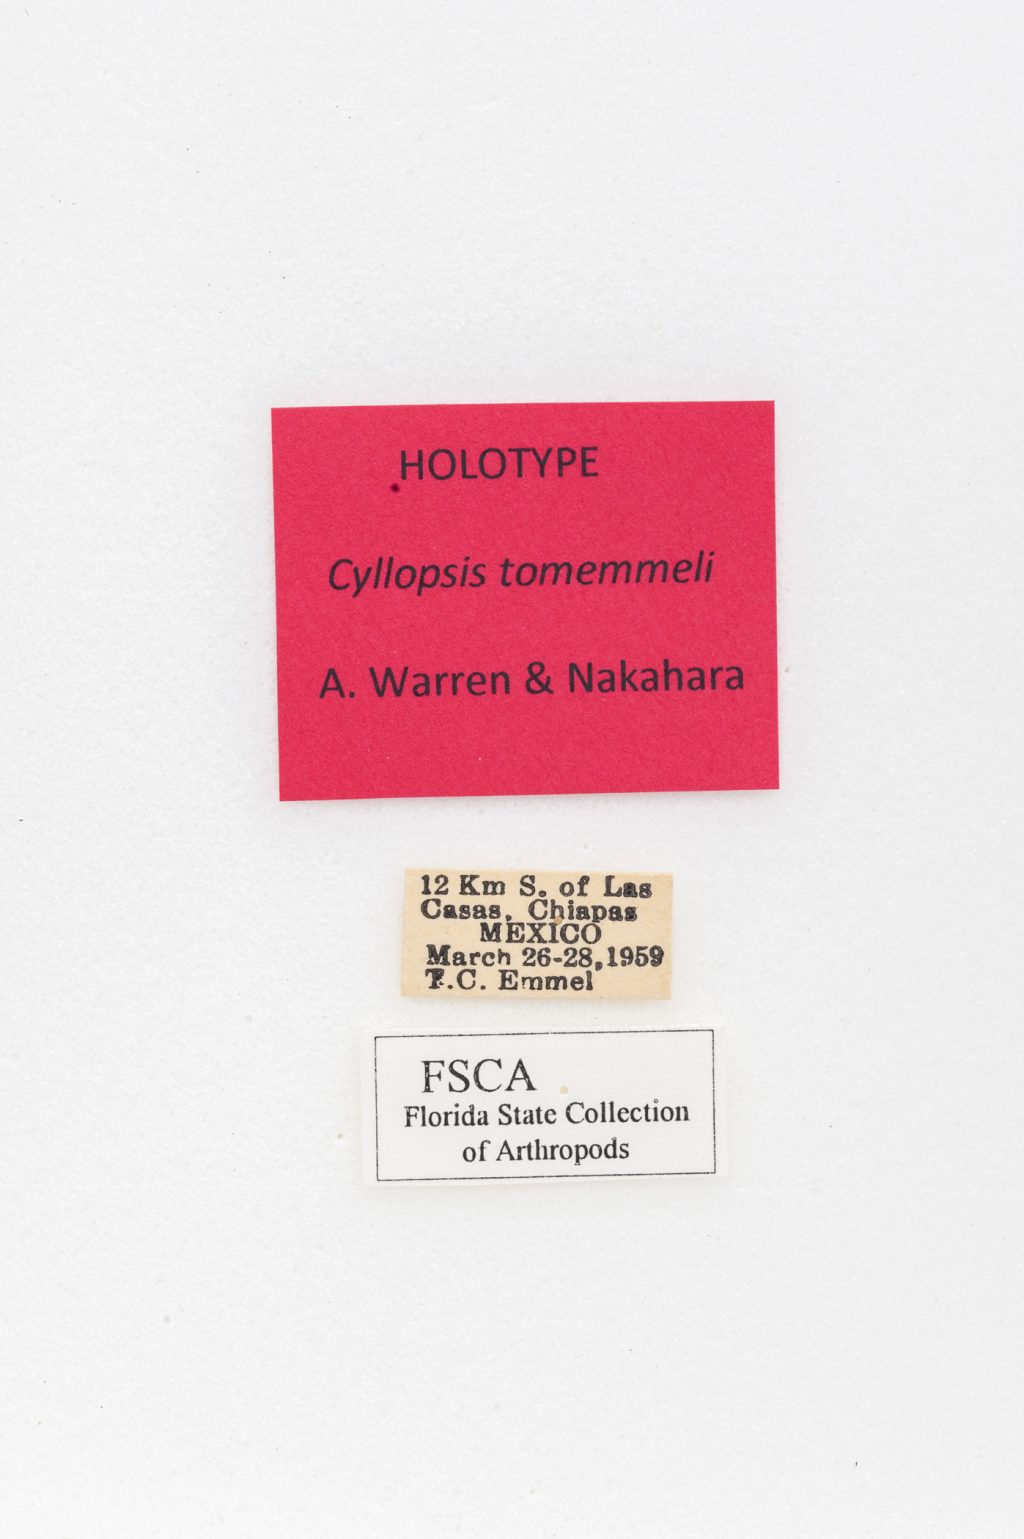 HOLOTYPE
Cyllopsis tomemmeli
A. Warren & Nakahara
12 Km S. of Las
Casas, Chiapas
MEXICO
March 26-28, 1959
T.C. Emmel
FSCA
Florida State Collection
of Arthropods